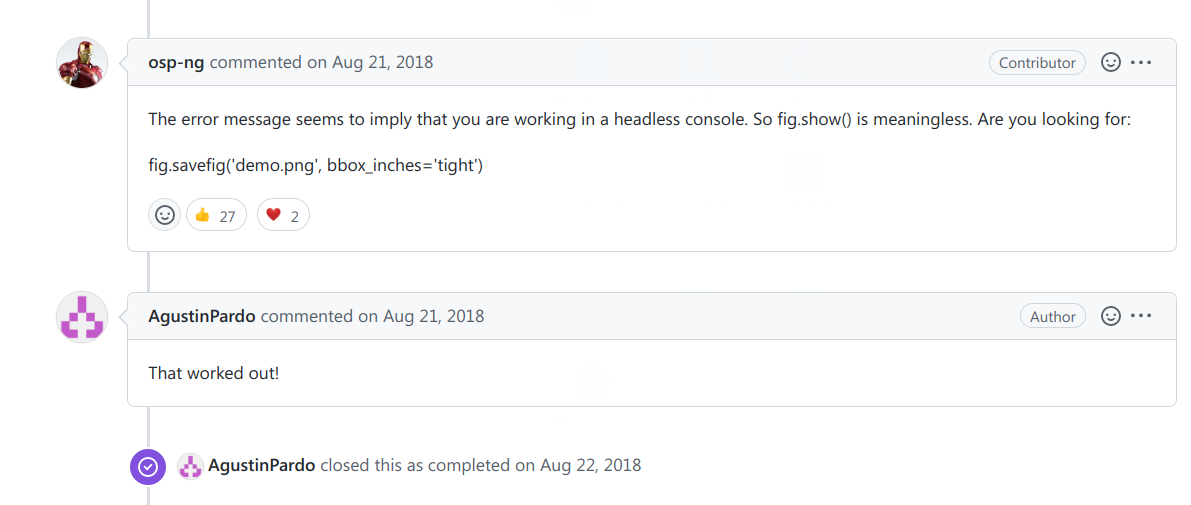 osp-ng commented on Aug 21, 2018 Contributor
The error message seems to imply that you are working in a headless console. So fig.show() is meaningless. Are you looking for:
fig.savefig('demo.png', bbox_inches='tight')
👍 27 ❤️ 2
AgustinPardo commented on Aug 21, 2018 Author
That worked out!
AgustinPardo closed this as completed on Aug 22, 2018